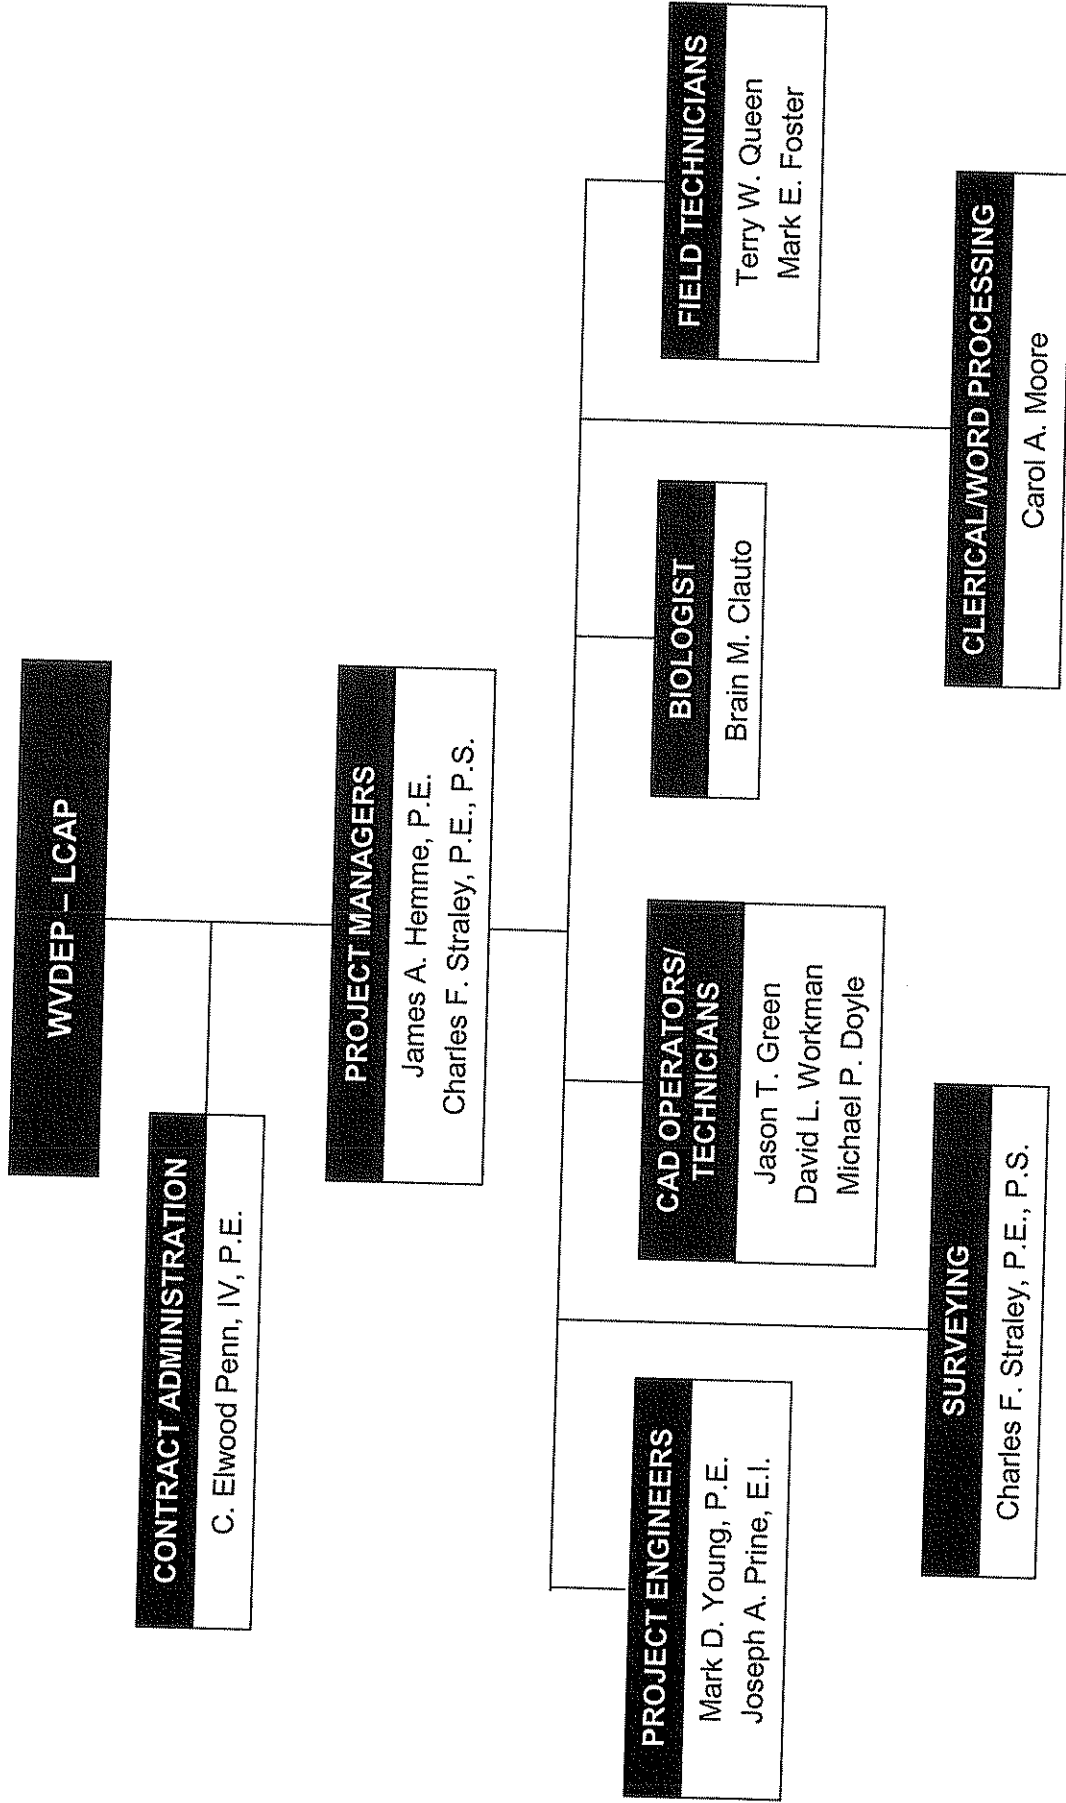 WVDEP – LCAP
CONTRACT ADMINISTRATION
C. Elwood Penn, IV, P.E.
PROJECT MANAGERS
James A. Hemme, P.E.
Charles F. Straley, P.E., P.S.
PROJECT ENGINEERS
Mark D. Young, P.E.
Joseph A. Prine, E.I.
CAD OPERATORS/
TECHNICIANS
Jason T. Green
David L. Workman
Michael P. Doyle
BIOLOGIST
Brain M. Clauto
FIELD TECHNICIANS
Terry W. Queen
Mark E. Foster
SURVEYING
Charles F. Straley, P.E., P.S.
CLERICAL/WORD PROCESSING
Carol A. Moore